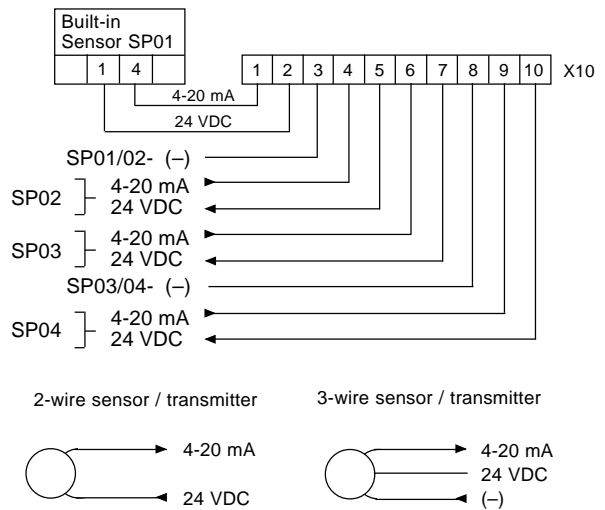 Built-in
Sensor SP01
1 4
1 2 3 4 5 6 7 8 9 10 X10
4-20 mA
24 VDC
SP01/02- (–)
SP02 4-20 mA
24 VDC
SP03 4-20 mA
24 VDC
SP03/04- (–)
SP04 4-20 mA
24 VDC
2-wire sensor / transmitter
4-20 mA
24 VDC
3-wire sensor / transmitter
4-20 mA
24 VDC
(–)